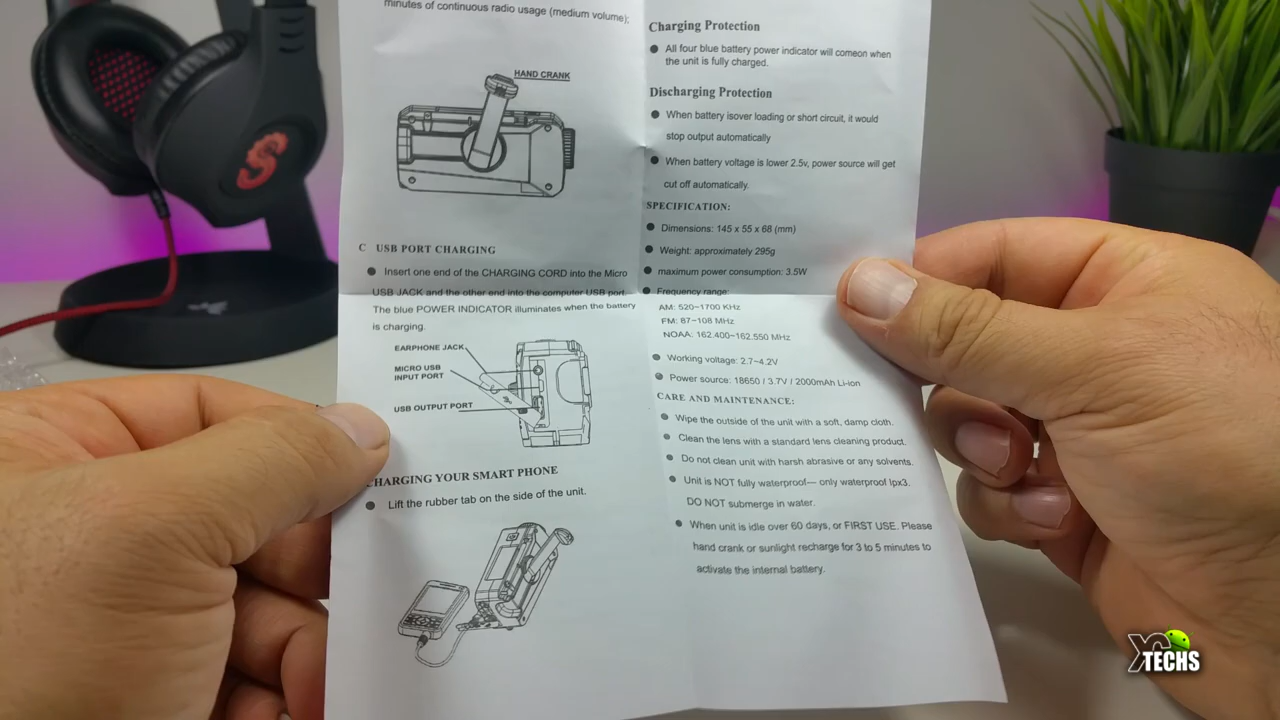 minutes of continuous radio usage (medium volume);
HAND CRANK
C USB PORT CHARGING
● Insert one end of the CHARGING CORD into the Micro
USB JACK and the other end into the computer USB port.
The blue POWER INDICATOR illuminates when the battery
is charging.
EARPHONE JACK
MICRO USB
INPUT PORT
USB OUTPUT PORT
CHARGING YOUR SMART PHONE
● Lift the rubber tab on the side of the unit.
Charging Protection
● All four blue battery power indicator will comeon when
the unit is fully charged.
Discharging Protection
● When battery isover loading or short circuit, it would
stop output automatically
● When battery voltage is lower 2.5v, power source will get
cut off automatically.
SPECIFICATION:
● Dimensions: 145 x 55 x 68 (mm)
● Weight: approximately 295g
● maximum power consumption: 3.5W
● Frequency range:
AM: 520~1700 KHz
FM: 87~108 MHz
NOAA: 162.400~162.550 MHz
● Working voltage: 2.7~4.2V
● Power source: 18650 / 3.7V / 2000mAh Li-ion
CARE AND MAINTENANCE:
● Wipe the outside of the unit with a soft, damp cloth.
● Clean the lens with a standard lens cleaning product.
● Do not clean unit with harsh abrasive or any solvents.
● Unit is NOT fully waterproof— only waterproof Ipx3.
DO NOT submerge in water.
● When unit is idle over 60 days, or FIRST USE. Please
hand crank or sunlight recharge for 3 to 5 minutes to
activate the internal battery.
TECHS